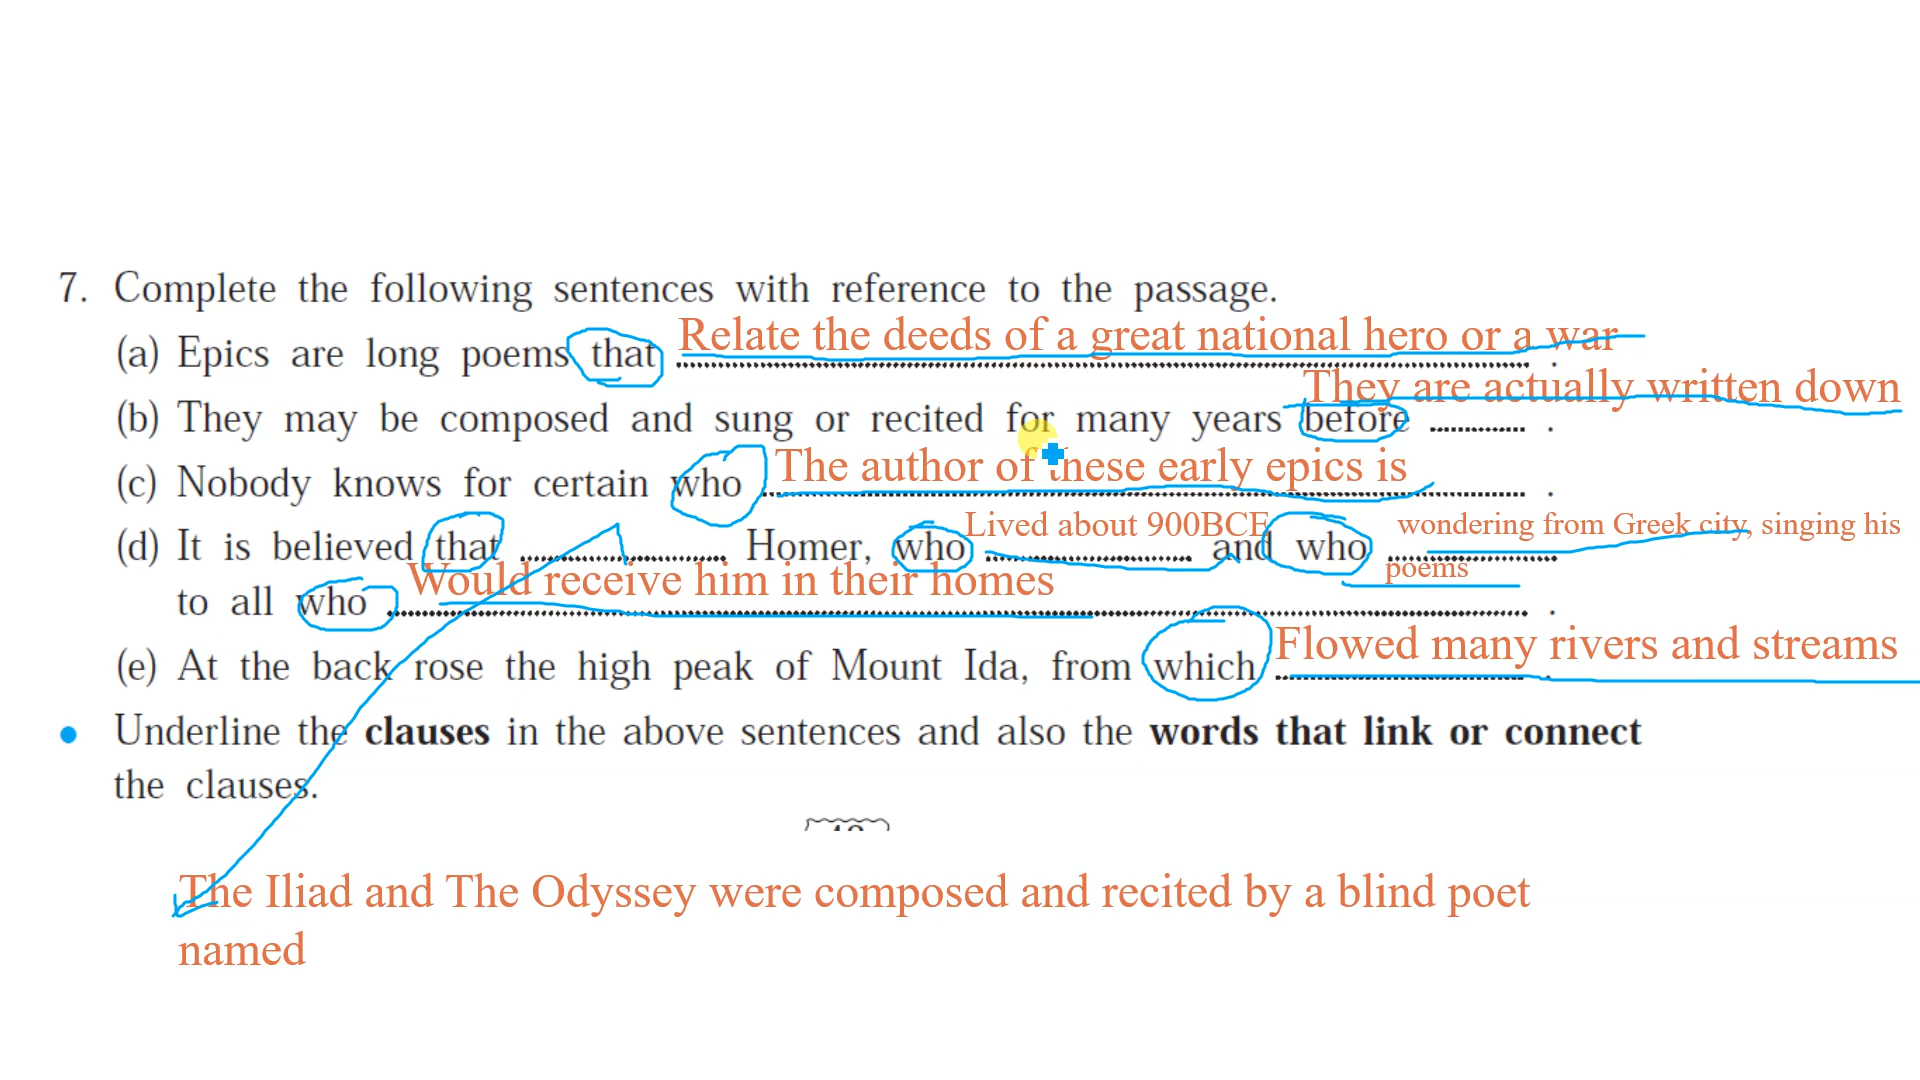 7. Complete the following sentences with reference to the passage.
Relate the deeds of a great national hero or a war
(a) Epics are long poems that .
They are actually written down
(b) They may be composed and sung or recited for many years before .
The author of these early epics is
(c) Nobody knows for certain who .
Lived about 900BCE wondering from Greek city, singing his
(d) It is believed that Homer, who and who
poems
Would receive him in their homes
to all who .
Flowed many rivers and streams
(e) At the back rose the high peak of Mount Ida, from which .
• Underline the clauses in the above sentences and also the words that link or connect
the clauses.
The Iliad and The Odyssey were composed and recited by a blind poet
named